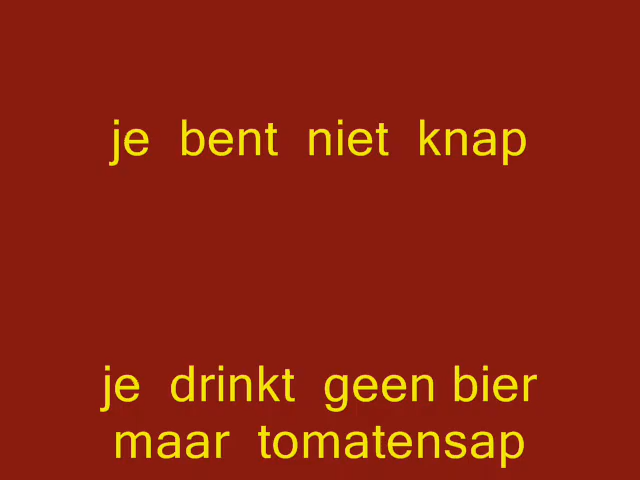 je bent niet knap
je drinkt geen bier
maar tomatensap